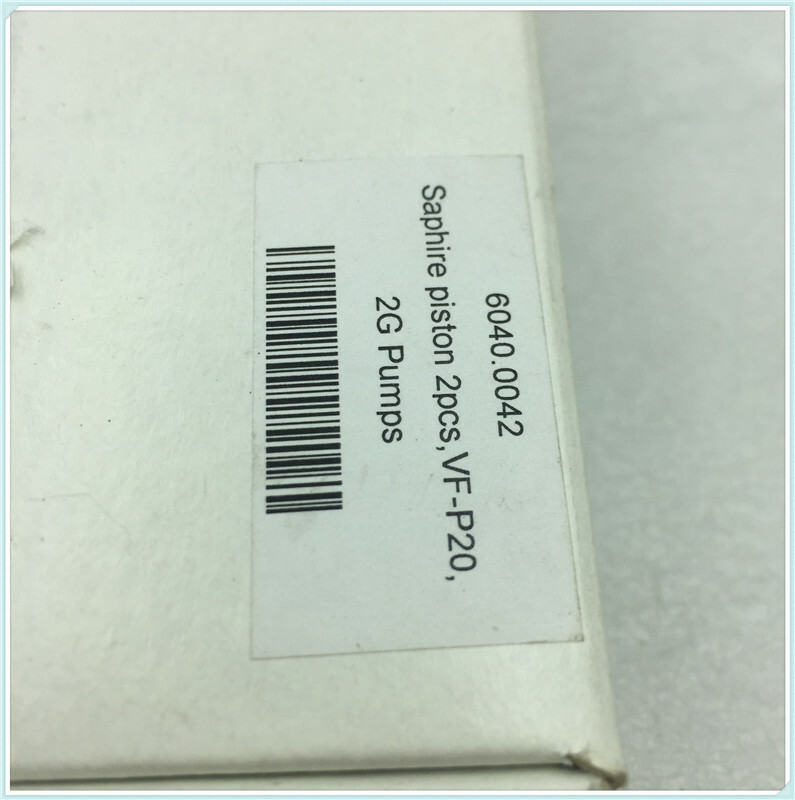 6040.0042
Saphire piston 2pcs,VF-P20,
2G Pumps